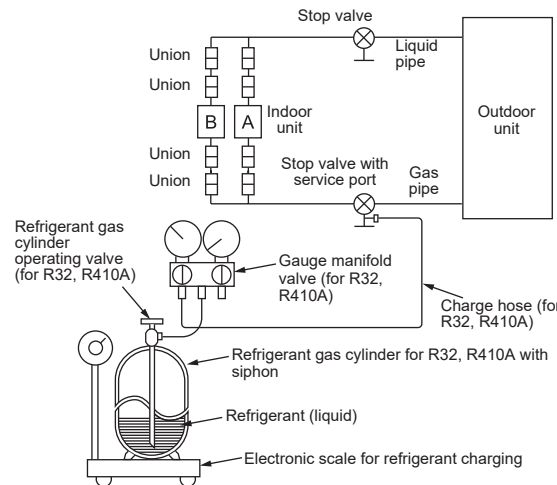 Stop valve
Liquid
pipe
Union
Union
B
A
Indoor
unit
Outdoor
unit
Union
Union
Stop valve with
service port
Gas
pipe
Refrigerant gas
cylinder
operating valve
(for R32, R410A)
Gauge manifold
valve (for R32,
R410A)
Charge hose (for
R32, R410A)
Refrigerant gas cylinder for R32, R410A with
siphon
Refrigerant (liquid)
Electronic scale for refrigerant charging